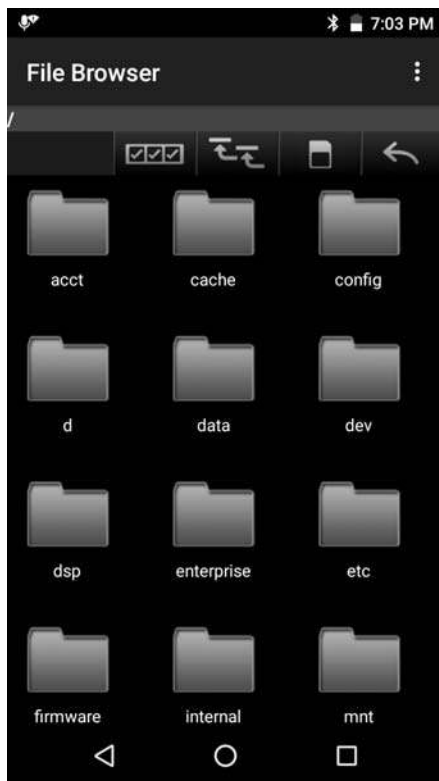 7:03 PM
File Browser
/
acct cache config
d data dev
dsp enterprise etc
firmware internal mnt